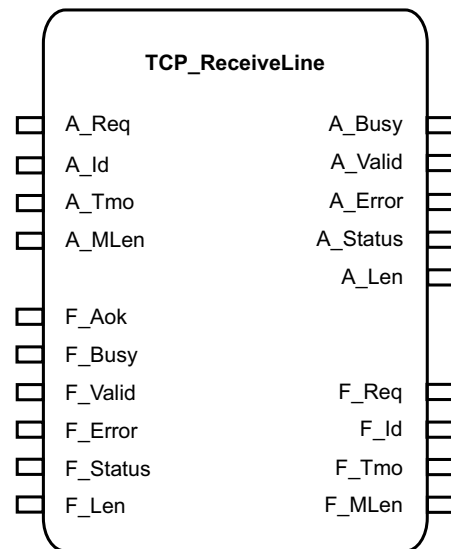 TCP_ReceiveLine
A_Req A_Busy
A_Id A_Valid
A_Tmo A_Error
A_MLen A_Status
A_Len
F_Aok
F_Busy
F_Valid F_Req
F_Error F_Id
F_Status F_Tmo
F_Len F_MLen